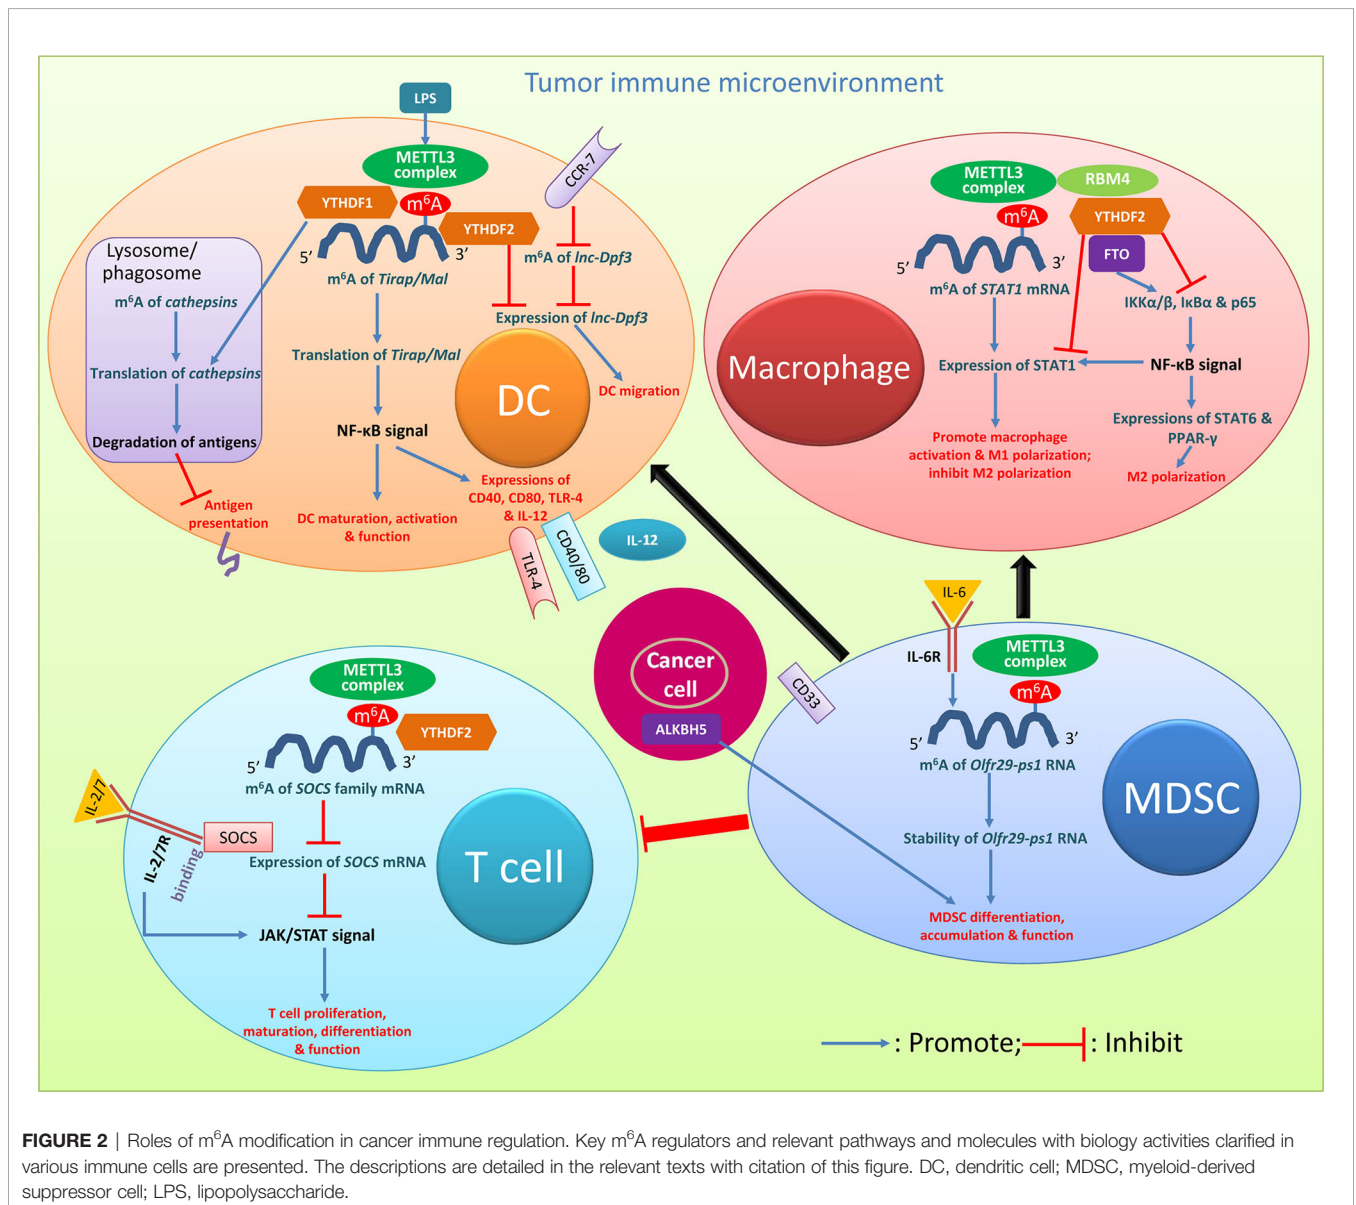 Tumor immune microenvironment
LPS
METTL3
complex
YTHDF1
m⁶A
YTHDF2
5’
3’
m⁶A of Tirap/Mal
Translation of Tirap/Mal
NF-κB signal
DC maturation, activation
& function
Expressions of
CD40, CD80, TLR-4
& IL-12
Lysosome/
phagosome
m⁶A of cathepsins
Translation of cathepsins
Degradation of antigens
Antigen
presentation
CCR-7
m⁶A of lnc-Dpf3
Expression of lnc-Dpf3
DC migration
DC
TLR-4
CD40/80
IL-12
METTL3
complex
RBM4
m⁶A
YTHDF2
FTO
5’
3’
m⁶A of STAT1 mRNA
IKKα/β, IκBα & p65
Macrophage
Expression of STAT1
NF-κB signal
Expressions of STAT6 &
PPAR-γ
Promote macrophage
activation & M1 polarization;
inhibit M2 polarization
M2 polarization
Cancer
cell
ALKBH5
CD33
IL-6
IL-6R
METTL3
complex
m⁶A
5’
3’
m⁶A of Olfr29-ps1 RNA
Stability of Olfr29-ps1 RNA
MDSC differentiation,
accumulation & function
MDSC
METTL3
complex
m⁶A
YTHDF2
5’
3’
m⁶A of SOCS family mRNA
IL-2/7
IL-2/7R
binding
SOCS
Expression of SOCS mRNA
JAK/STAT signal
T cell proliferation,
maturation, differentiation
& function
T cell
: Promote; : Inhibit
FIGURE 2 | Roles of m⁶A modification in cancer immune regulation. Key m⁶A regulators and relevant pathways and molecules with biology activities clarified in
various immune cells are presented. The descriptions are detailed in the relevant texts with citation of this figure. DC, dendritic cell; MDSC, myeloid-derived
suppressor cell; LPS, lipopolysaccharide.